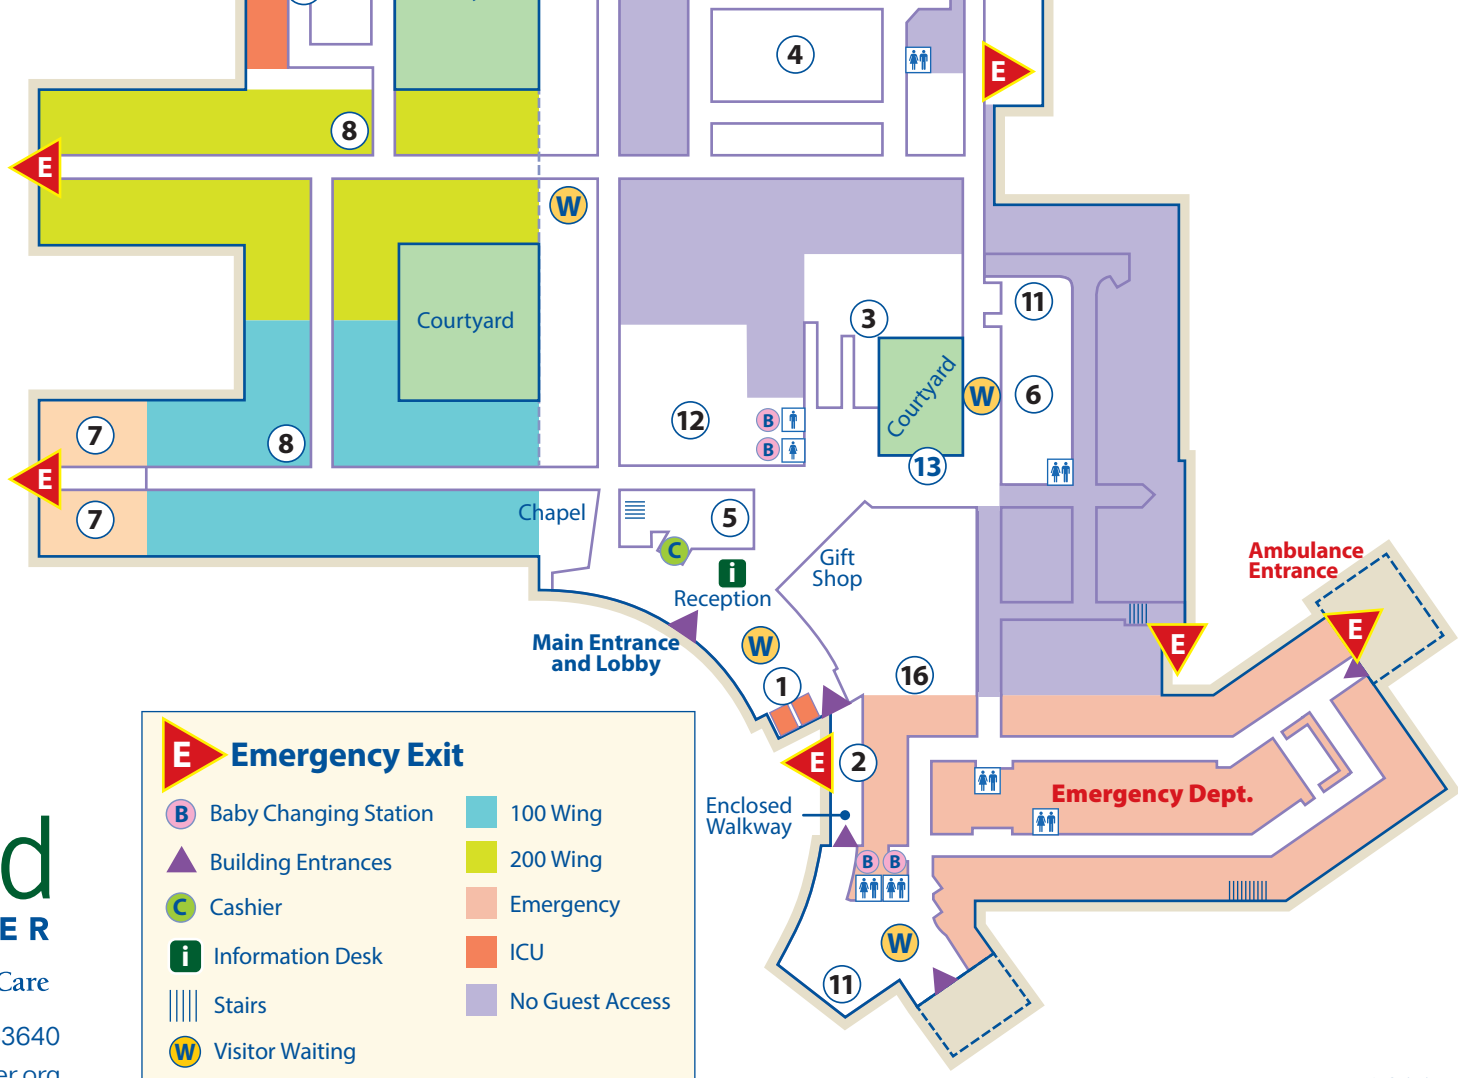 4
E
8
E
W
Courtyard
3
11
Courtyard
W
6
12
B
B
13
7
8
E
7
Chapel
5
C
i
Reception
Gift
Shop
Ambulance
Entrance
E
E
Main Entrance
and Lobby
W
1
16
E
2
Enclosed
Walkway
Emergency Dept.
B
B
W
11
E Emergency Exit
B Baby Changing Station
Building Entrances
C Cashier
i Information Desk
Stairs
W Visitor Waiting
100 Wing
200 Wing
Emergency
ICU
No Guest Access
d
ER
Care
3640